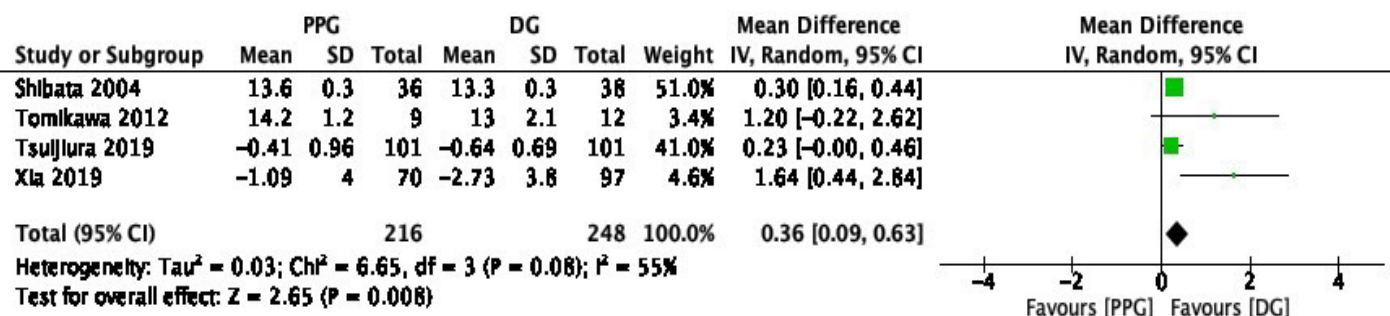 PPG DG Mean Difference Mean Difference
Study or Subgroup Mean SD Total Mean SD Total Weight IV, Random, 95% CI IV, Random, 95% CI
Shibata 2004 13.6 0.3 36 13.3 0.3 38 51.0% 0.30 [0.16, 0.44]
Tomikawa 2012 14.2 1.2 9 13 2.1 12 3.4% 1.20 [−0.22, 2.62]
Tsuijiura 2019 −0.41 0.96 101 −0.64 0.69 101 41.0% 0.23 [−0.00, 0.46]
Xia 2019 −1.09 4 70 −2.73 3.8 97 4.6% 1.64 [0.44, 2.84]
Total (95% CI) 216 248 100.0% 0.36 [0.09, 0.63]
Heterogeneity: Tau² = 0.03; Chi² = 6.65, df = 3 (P = 0.08); I² = 55%
Test for overall effect: Z = 2.65 (P = 0.008)
−4 −2 0 2 4
Favours [PPG] Favours [DG]